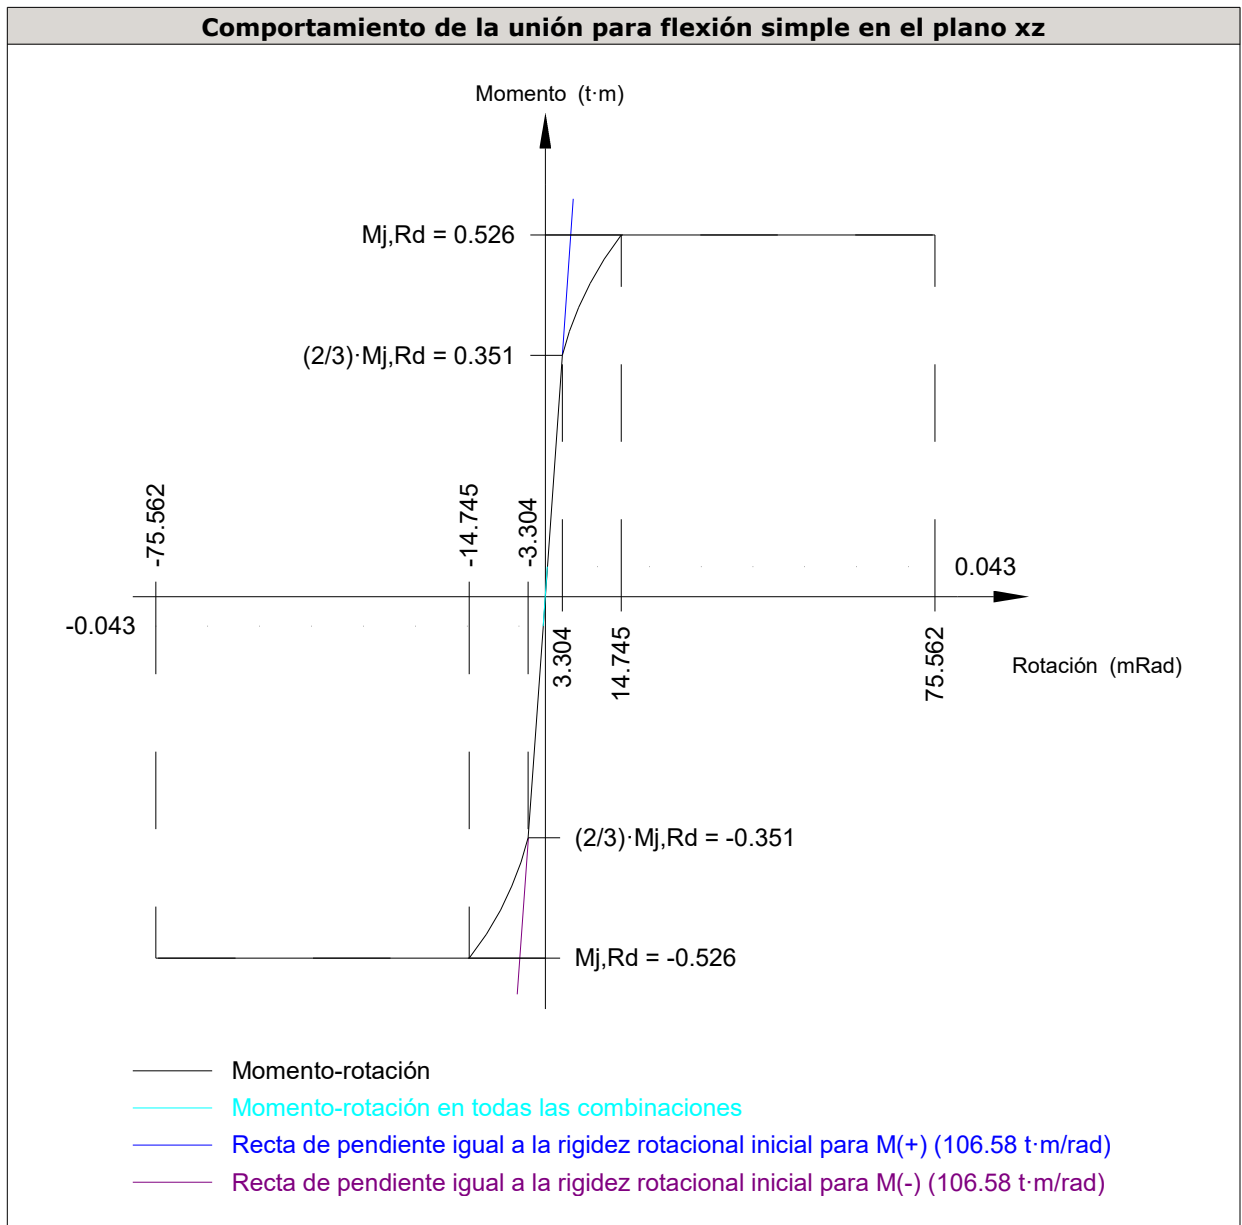 Comportamiento de la unión para flexión simple en el plano xz
Momento (t·m)
Mj,Rd = 0.526
(2/3)·Mj,Rd = 0.351
-75.562
-14.745
-3.304
0.043
-0.043
3.304
14.745
75.562
Rotación (mRad)
(2/3)·Mj,Rd = -0.351
Mj,Rd = -0.526
Momento-rotación
Momento-rotación en todas las combinaciones
Recta de pendiente igual a la rigidez rotacional inicial para M(+) (106.58 t·m/rad)
Recta de pendiente igual a la rigidez rotacional inicial para M(-) (106.58 t·m/rad)